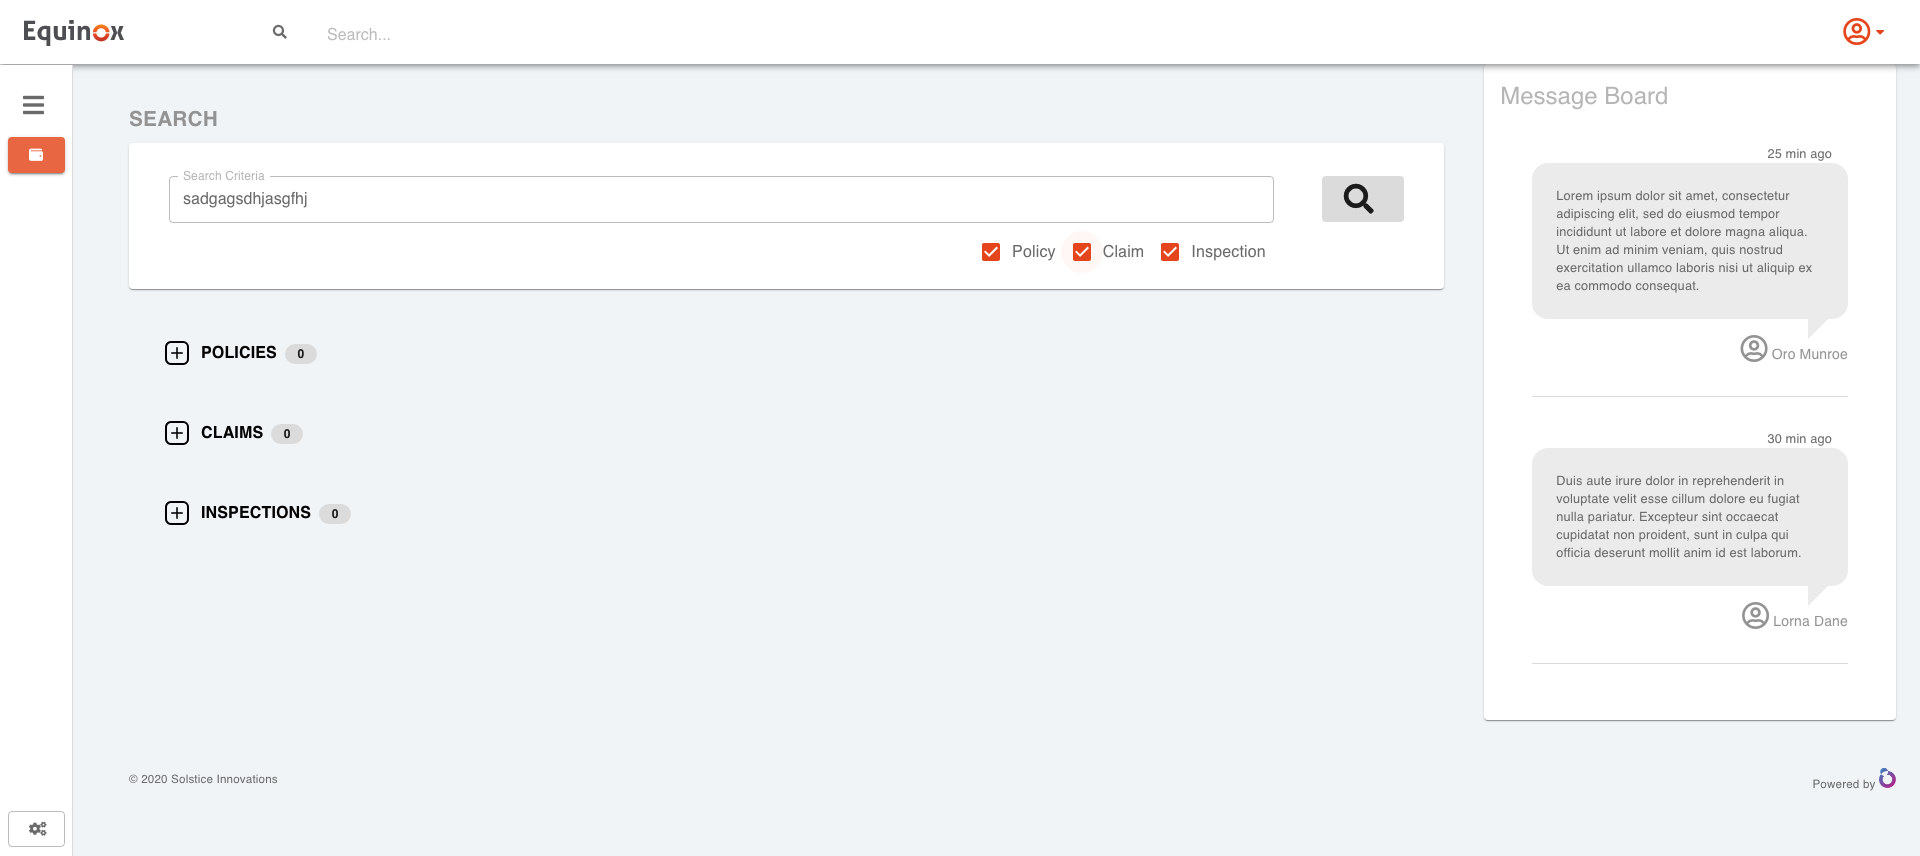 Equinox
Search...
SEARCH
Search Criteria
sadgagsdhjasgfhj
Policy
Claim
Inspection
POLICIES 0
CLAIMS 0
INSPECTIONS 0
Message Board
25 min ago
Lorem ipsum dolor sit amet, consectetur
adipiscing elit, sed do eiusmod tempor
incididunt ut labore et dolore magna aliqua.
Ut enim ad minim veniam, quis nostrud
exercitation ullamco laboris nisi ut aliquip ex
ea commodo consequat.
Oro Munroe
30 min ago
Duis aute irure dolor in reprehenderit in
voluptate velit esse cillum dolore eu fugiat
nulla pariatur. Excepteur sint occaecat
cupidatat non proident, sunt in culpa qui
officia deserunt mollit anim id est laborum.
Lorna Dane
© 2020 Solstice Innovations
Powered by